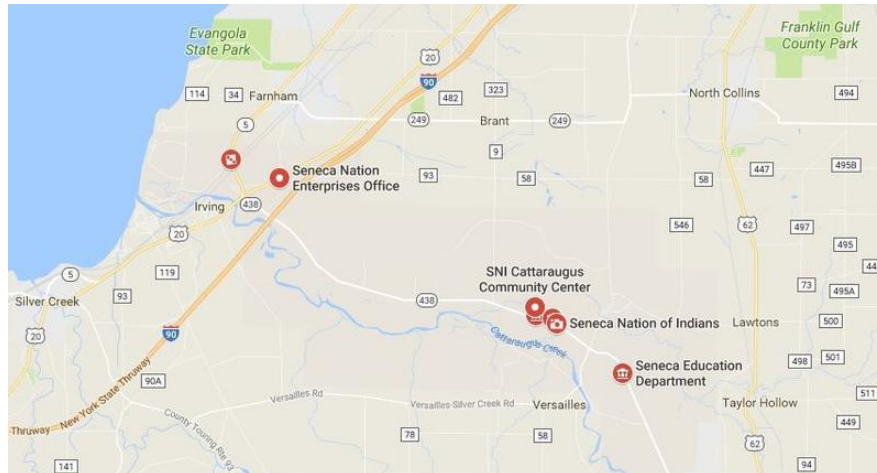 Evangola
State Park
Franklin Gulf
County Park
20
90
114
34
Farnham
482
323
North Collins
494
5
249
Brant
249
9
495B
Seneca Nation
Enterprises Office
93
58
58
447
438
Irving
546
62
497
20
495
44
119
SNI Cattaraugus
Community Center
73
5
93
438
495A
Silver Creek
Seneca Nation of Indians
Lawtons
500
20
90
Cattaraugus Creek
498
501
Seneca Education
Department
New York State Thruway
90A
Versailles Rd
Versailles-Silver Creek Rd
Versailles
Taylor Hollow
511
County Touring Rte 93
449
Thruway
78
58
62
141
94